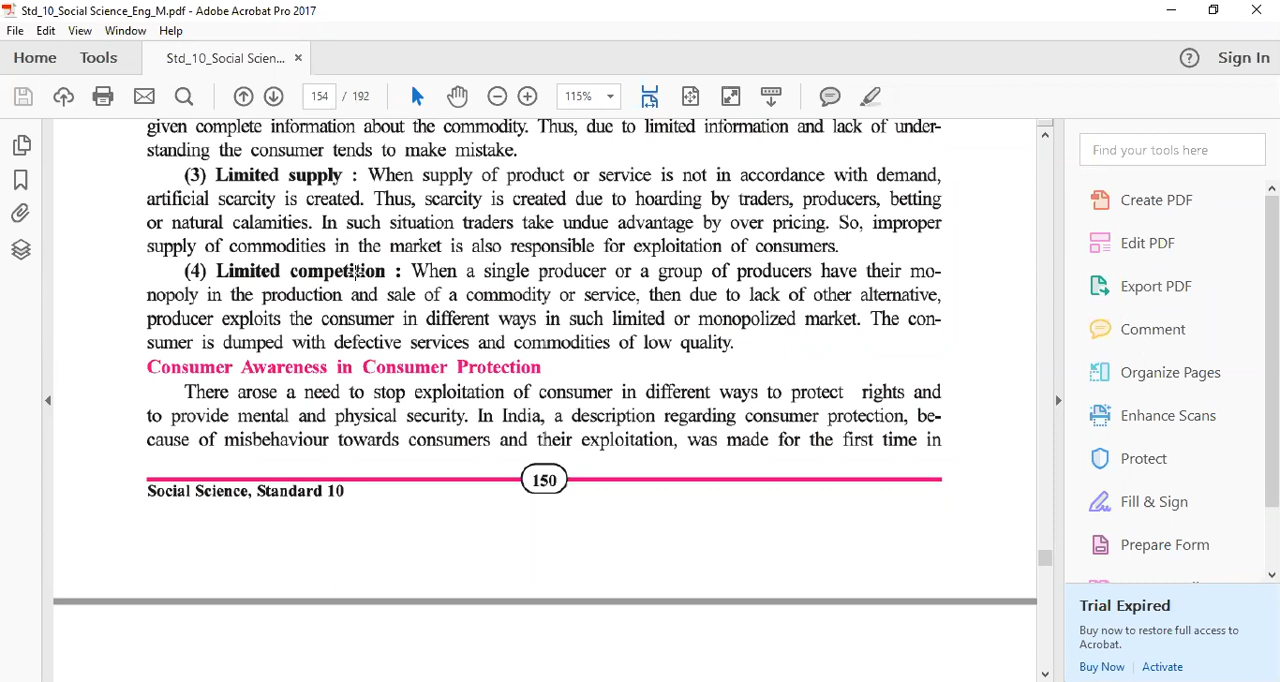 Std_10_Social Science_Eng_M.pdf - Adobe Acrobat Pro 2017
File Edit View Window Help
Home Tools Std_10_Social Scien... × Sign In
154 / 192 115%
given complete information about the commodity. Thus, due to limited information and lack of under-
standing the consumer tends to make mistake.
(3) Limited supply : When supply of product or service is not in accordance with demand,
artificial scarcity is created. Thus, scarcity is created due to hoarding by traders, producers, betting
or natural calamities. In such situation traders take undue advantage by over pricing. So, improper
supply of commodities in the market is also responsible for exploitation of consumers.
(4) Limited competition : When a single producer or a group of producers have their mo-
nopoly in the production and sale of a commodity or service, then due to lack of other alternative,
producer exploits the consumer in different ways in such limited or monopolized market. The con-
sumer is dumped with defective services and commodities of low quality.
Consumer Awareness in Consumer Protection
There arose a need to stop exploitation of consumer in different ways to protect rights and
to provide mental and physical security. In India, a description regarding consumer protection, be-
cause of misbehaviour towards consumers and their exploitation, was made for the first time in
150
Social Science, Standard 10
Find your tools here
Create PDF
Edit PDF
Export PDF
Comment
Organize Pages
Enhance Scans
Protect
Fill & Sign
Prepare Form
Trial Expired
Buy now to restore full access to
Acrobat.
Buy Now Activate